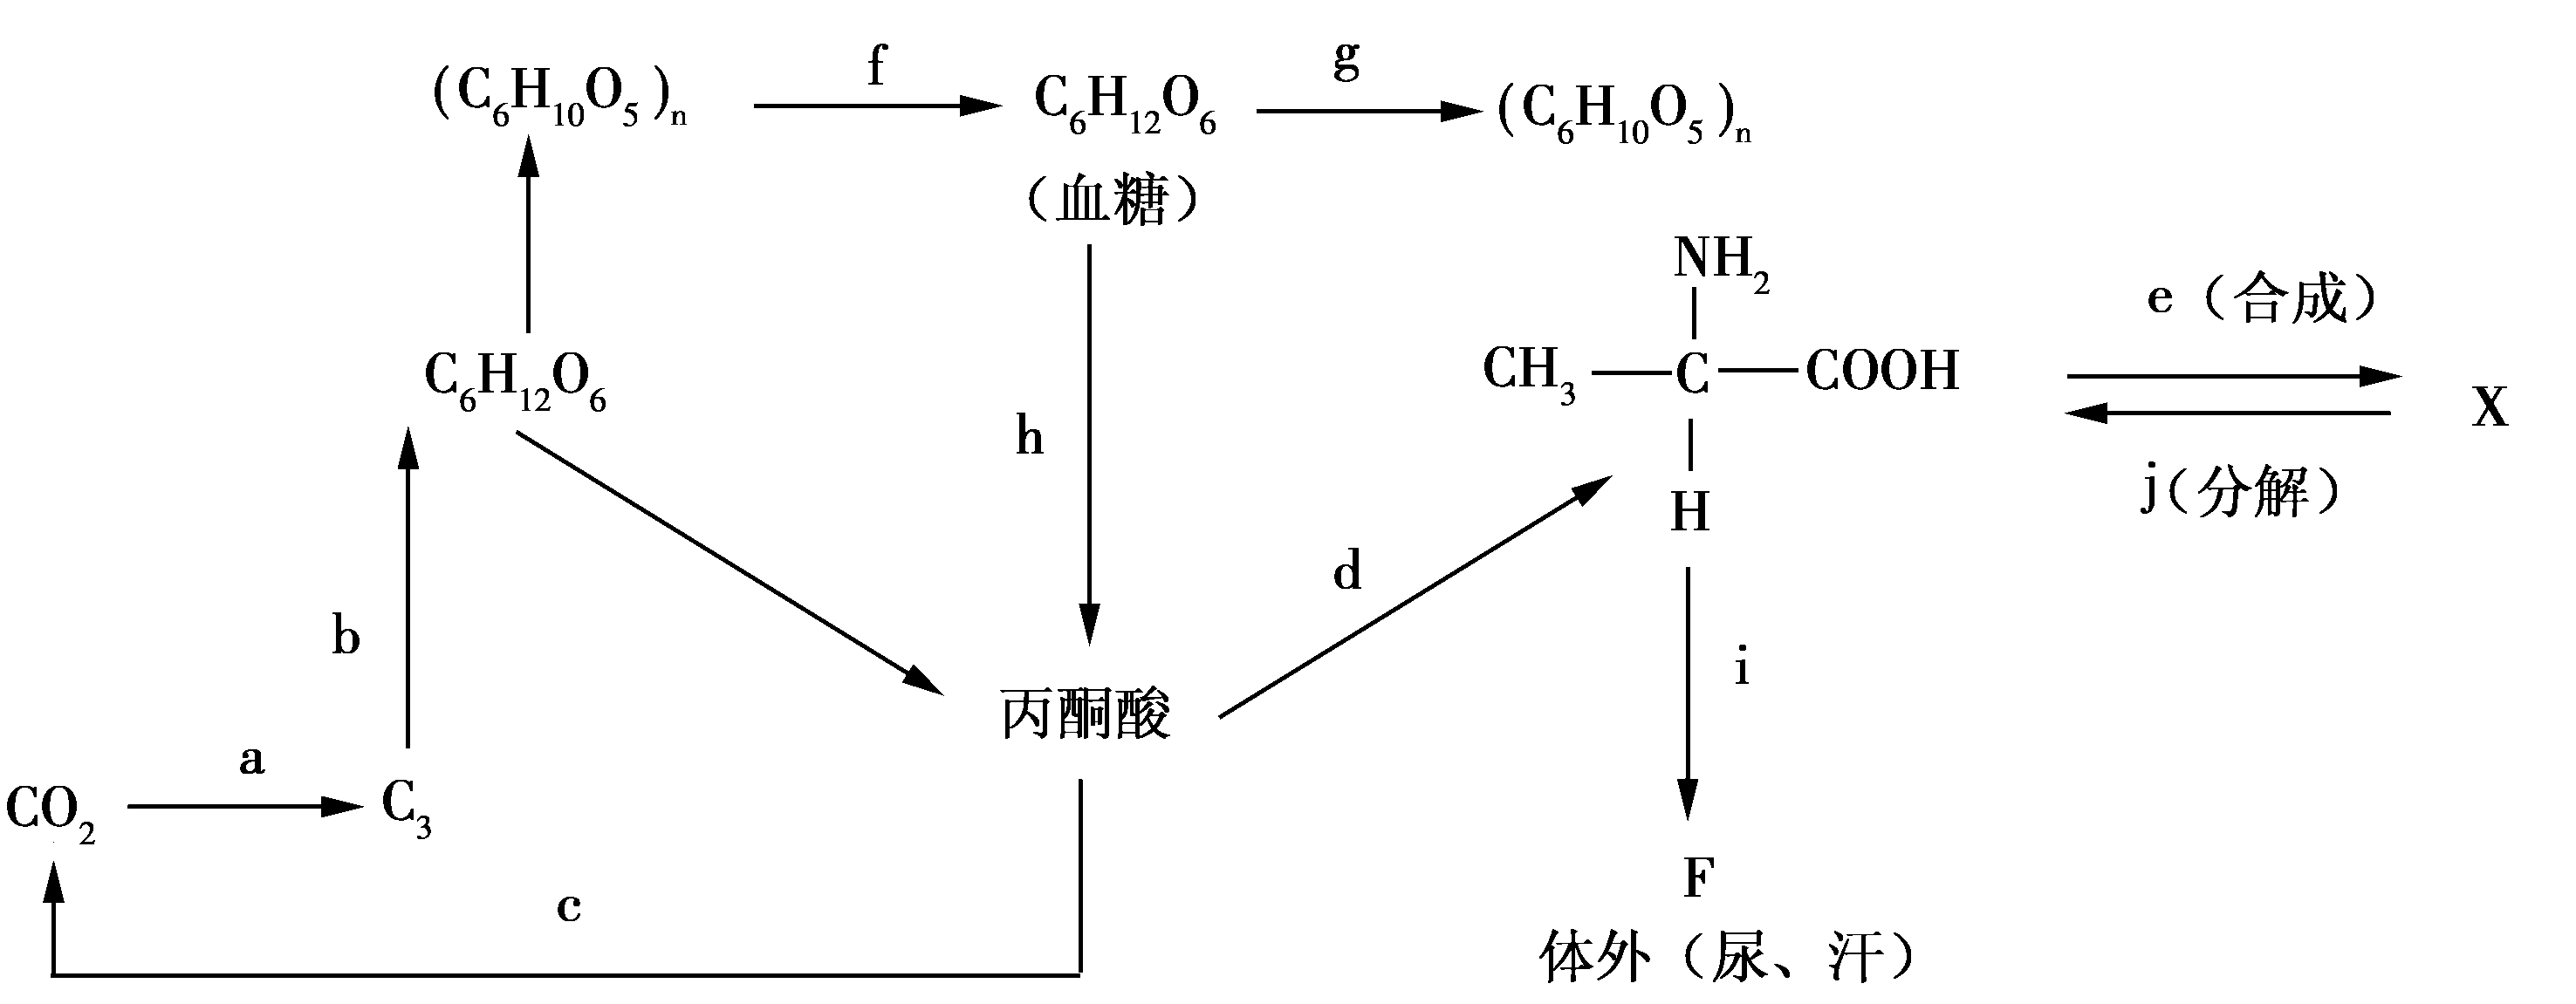 (C₆H₁₀O₅)ₙ f C₆H₁₂O₆ g (C₆H₁₀O₅)ₙ
（血糖）
NH₂
C₆H₁₂O₆ h CH₃—C—COOH e（合成） X
j(分解）
H
b d i
丙酮酸
CO₂ a C₃
c F
体外（尿、汗）